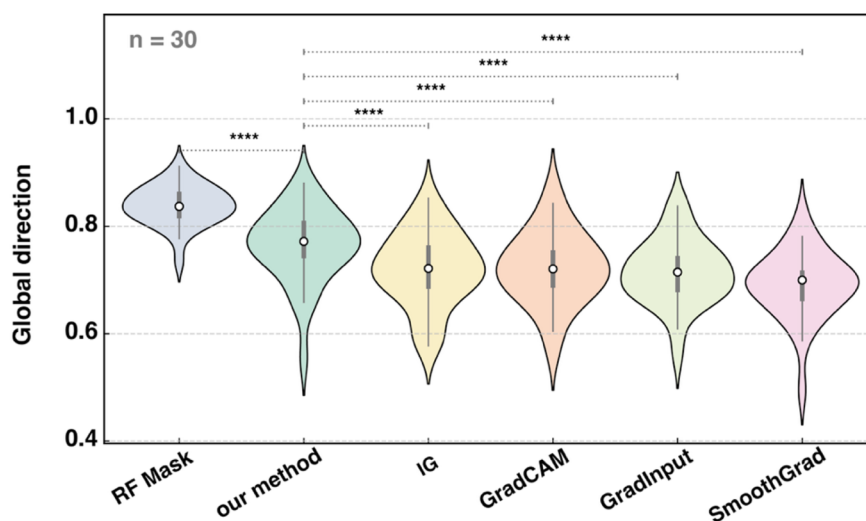 n = 30
****
****
****
****
****
1.0
0.8
0.6
0.4
Global direction
RF Mask
our method
IG
GradCAM
GradInput
SmoothGrad